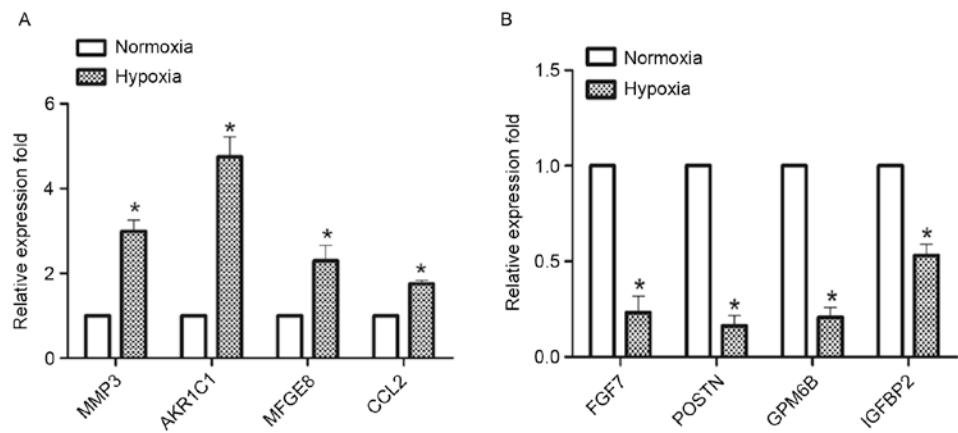 A
Normoxia
Hypoxia
Relative expression fold
6
4
2
0
*
*
*
*
MMP3
AKR1C1
MFGE8
CCL2
B
Normoxia
Hypoxia
Relative expression fold
1.5
1.0
0.5
0.0
*
*
*
*
FGF7
POSTN
GPM6B
IGFBP2